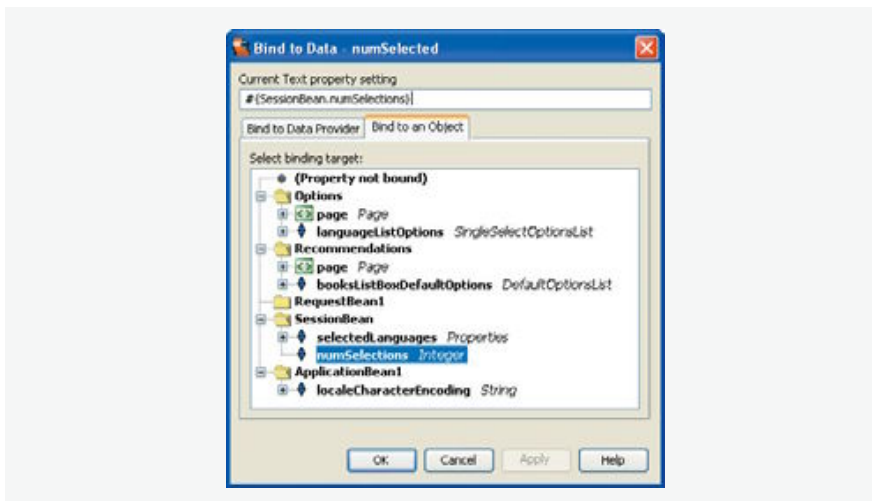 Bind to Data - numSelected
Current Text property setting
#{SessionBean.numSelections}
Bind to Data Provider Bind to an Object
Select binding target:
(Property not bound)
Options
page Page
languageListOptions SingleSelectOptionsList
Recommendations
page Page
booksListBoxDefaultOptions DefaultOptionsList
RequestBean1
SessionBean
selectedLanguages Properties
numSelections Integer
ApplicationBean1
localeCharacterEncoding String
OK Cancel Apply Help